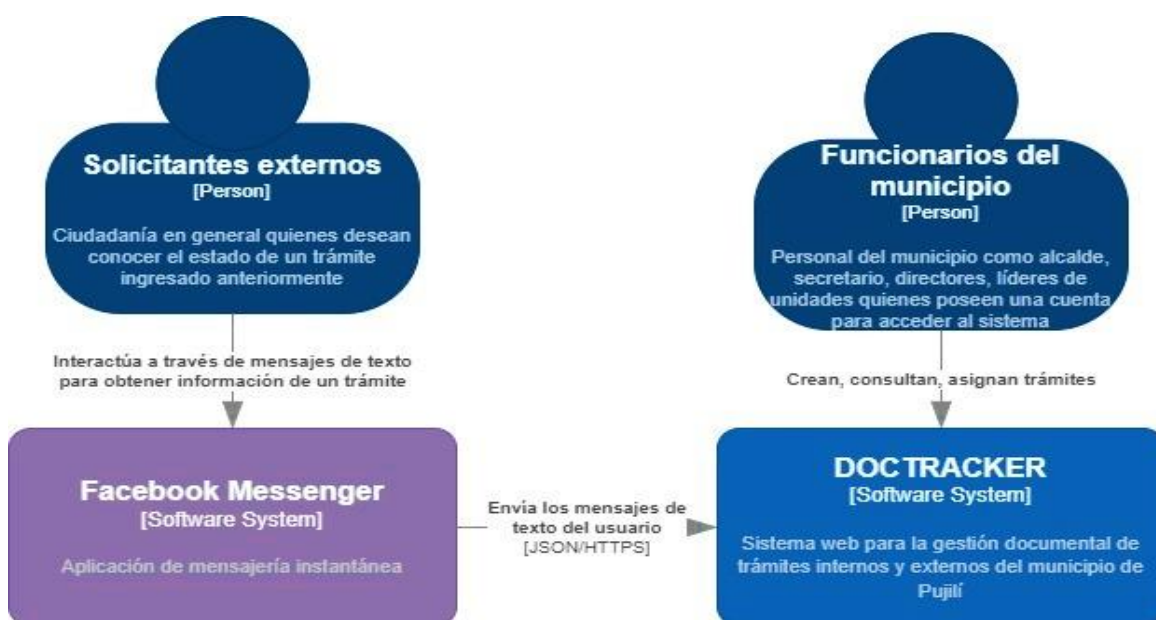 Solicitantes externos
[Person]
Ciudadanía en general quienes desean
conocer el estado de un trámite
ingresado anteriormente
Funcionarios del
municipio
[Person]
Personal del municipio como alcalde,
secretario, directores, líderes de
unidades quienes poseen una cuenta
para acceder al sistema
Interactúa a través de mensajes de texto
para obtener información de un trámite
Crean, consultan, asignan trámites
Facebook Messenger
[Software System]
Aplicación de mensajería instantánea
Envía los mensajes de
texto del usuario
[JSON/HTTPS]
DOCTRACKER
[Software System]
Sistema web para la gestión documental de
trámites internos y externos del municipio de
Pujilí